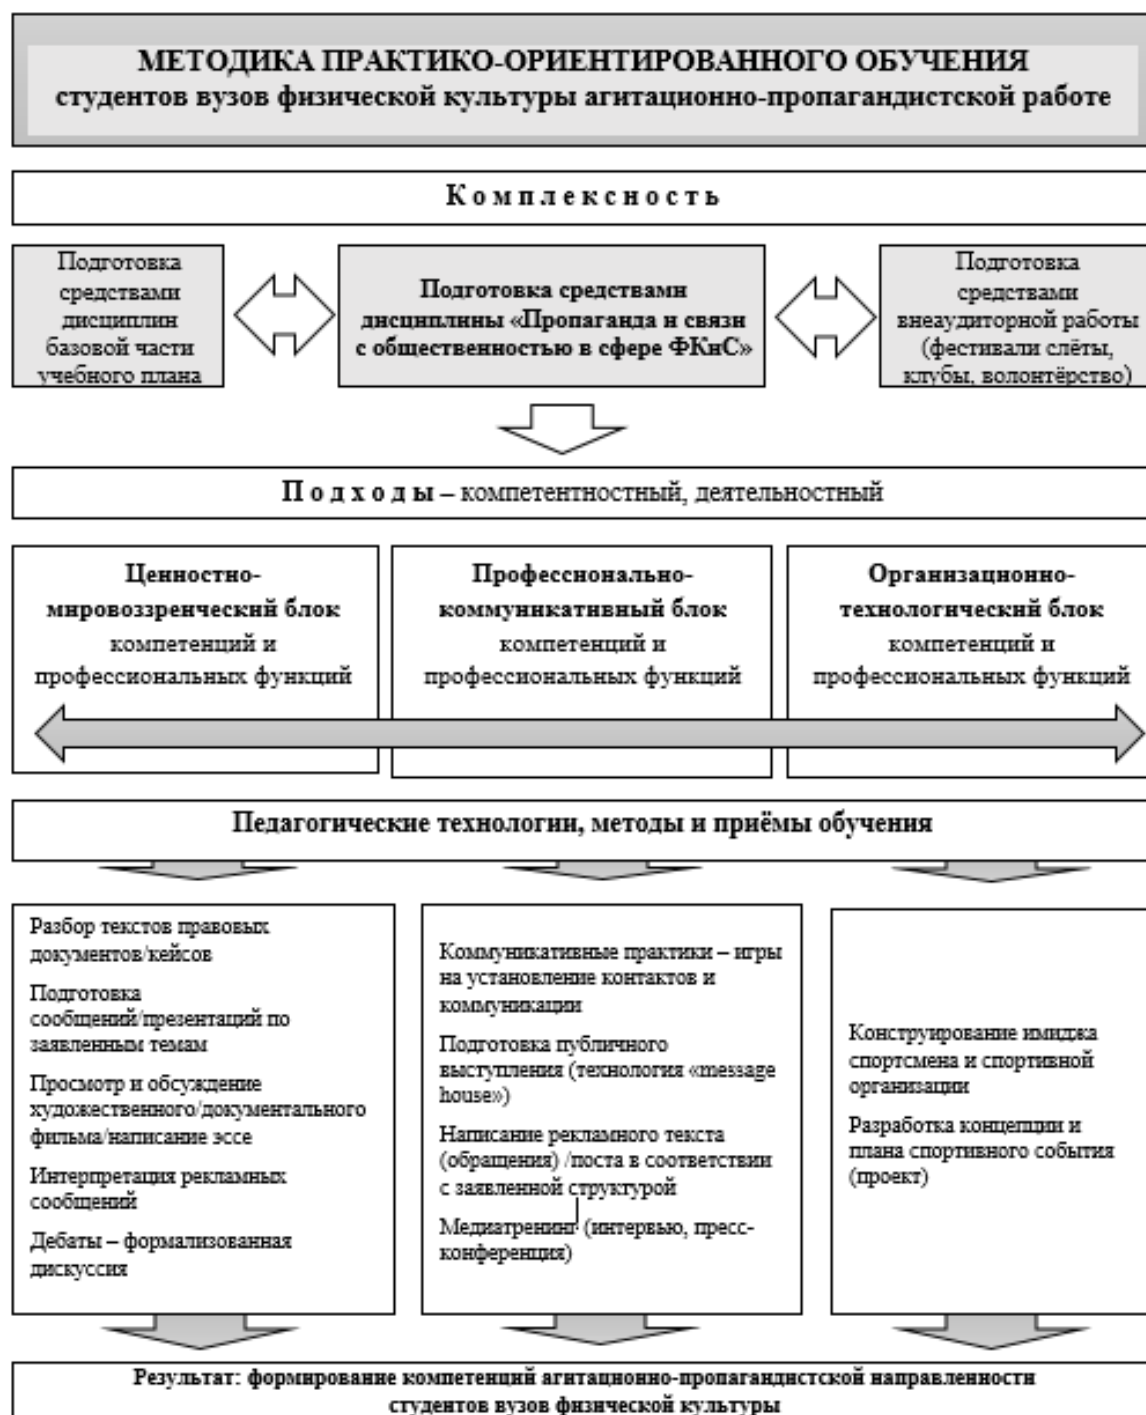 МЕТОДИКА ПРАКТИКО-ОРИЕНТИРОВАННОГО ОБУЧЕНИЯ
студентов вузов физической культуры агитационно-пропагандистской работе
К о м п л е к с н о с т ь
Подготовка
средствами
дисциплин
базовой части
учебного плана
Подготовка средствами
дисциплины «Пропаганда и связи
с общественностью в сфере ФКиС»
Подготовка
средствами
внеаудиторной работы
(фестивали слёты,
клубы, волонтёрство)
П о д х о д ы – компетентностный, деятельностный
Ценностно-
мировоззренческий блок
компетенций и
профессиональных функций
Профессионально-
коммуникативный блок
компетенций и
профессиональных функций
Организационно-
технологический блок
компетенций и
профессиональных функций
Педагогические технологии, методы и приёмы обучения
Разбор текстов правовых
документов/кейсов
Подготовка
сообщений/презентаций по
заявленным темам
Просмотр и обсуждение
художественного/документального
фильма/написание эссе
Интерпретация рекламных
сообщений
Дебаты – формализованная
дискуссия
Коммуникативные практики – игры
на установление контактов и
коммуникации
Подготовка публичного
выступления (технология «message
house»)
Написание рекламного текста
(обращения) /поста в соответствии
с заявленной структурой
Медиатренинг (интервью, пресс-
конференция)
Конструирование имиджа
спортсмена и спортивной
организации
Разработка концепции и
плана спортивного события
(проект)
Результат: формирование компетенций агитационно-пропагандистской направленности
студентов вузов физической культуры